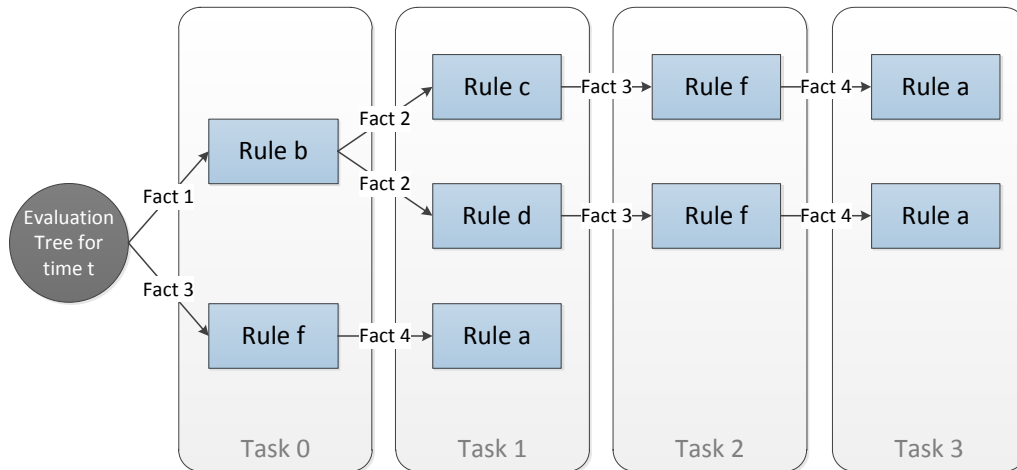 Evaluation
Tree for
time t
Fact 1
Fact 3
Rule b
Rule f
Task 0
Fact 2
Fact 2
Fact 4
Rule c
Rule d
Rule a
Task 1
Fact 3
Fact 3
Rule f
Rule f
Task 2
Fact 4
Fact 4
Rule a
Rule a
Task 3